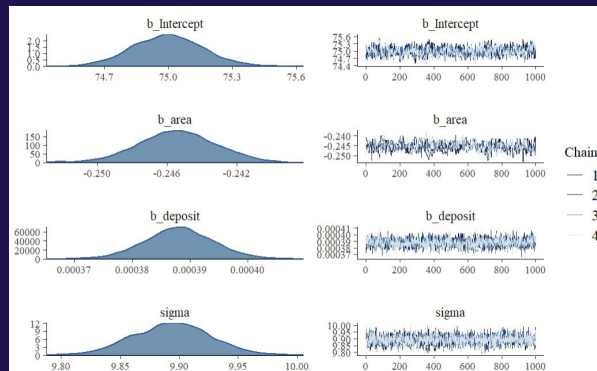 b_Intercept
2.0
1.5
1.0
0.5
0.0
74.7 75.0 75.3 75.6
b_Intercept
75.6
75.3
75.0
74.7
74.4
0 200 400 600 800 1000
b_area
150
100
50
0
-0.250 -0.246 -0.242
b_area
-0.240
-0.245
-0.250
0 200 400 600 800 1000
Chain
1
2
3
4
b_deposit
60000
40000
20000
0
0.00037 0.00038 0.00039 0.00040
b_deposit
0.00041
0.00040
0.00039
0.00038
0.00037
0 200 400 600 800 1000
sigma
12
9
6
3
0
9.80 9.85 9.90 9.95 10.00
sigma
10.00
9.95
9.90
9.85
9.80
0 200 400 600 800 1000